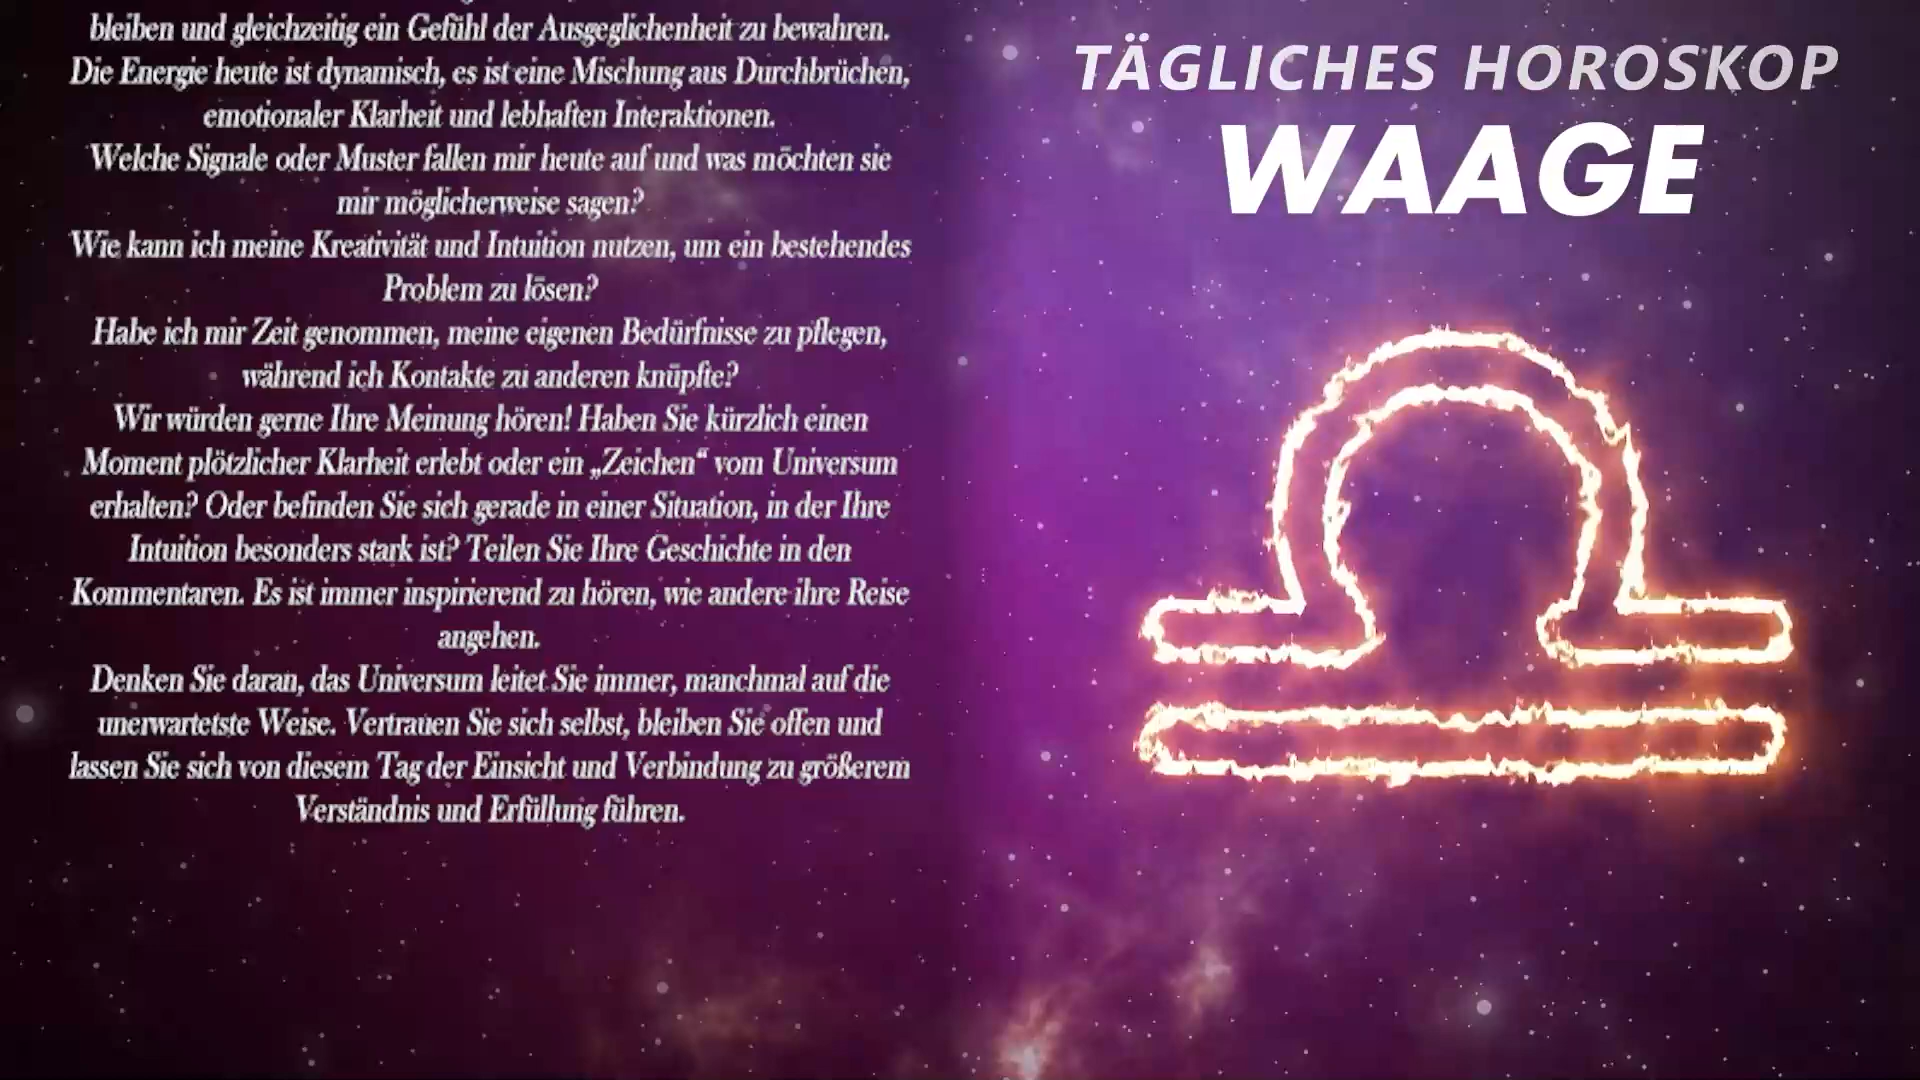 bleiben und gleichzeitig ein Gefühl der Ausgeglichenheit zu bewahren.
Die Energie heute ist dynamisch, es ist eine Mischung aus Durchbrüchen,
emotionaler Klarheit und lebhaften Interaktionen.
Welche Signale oder Muster fallen mir heute auf und was möchten sie
mir möglicherweise sagen?
Wie kann ich meine Kreativität und Intuition nutzen, um ein bestehendes
Problem zu lösen?
Habe ich mir Zeit genommen, meine eigenen Bedürfnisse zu pflegen,
während ich Kontakte zu anderen knüpfte?
Wir würden gerne Ihre Meinung hören! Haben Sie kürzlich einen
Moment plötzlicher Klarheit erlebt oder ein „Zeichen“ vom Universum
erhalten? Oder befinden Sie sich gerade in einer Situation, in der Ihre
Intuition besonders stark ist? Teilen Sie Ihre Geschichte in den
Kommentaren. Es ist immer inspirierend zu hören, wie andere ihre Reise
angehen.
Denken Sie daran, das Universum leitet Sie immer, manchmal auf die
unerwartetste Weise. Vertrauen Sie sich selbst, bleiben Sie offen und
lassen Sie sich von diesem Tag der Einsicht und Verbindung zu größerem
Verständnis und Erfüllung führen.
TÄGLICHES HOROSKOP
WAAGE